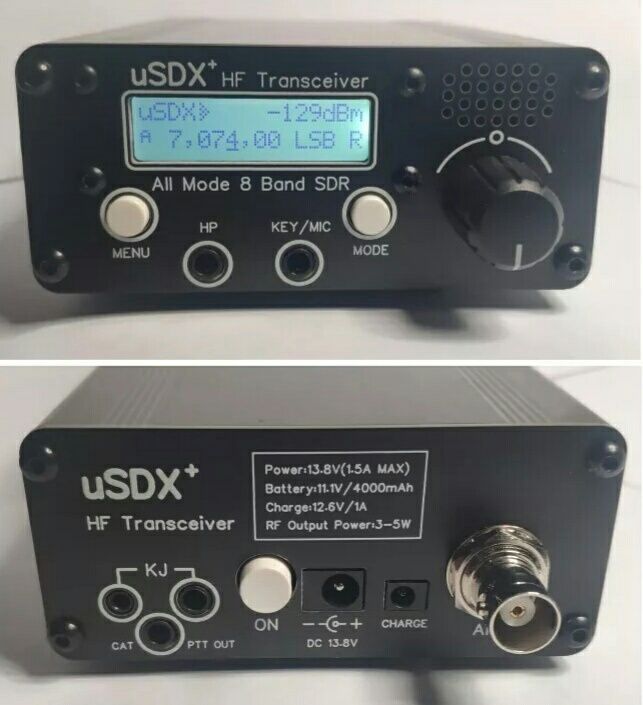 uSDX+ HF Transceiver
uSDX» -129dBm
A 7,074,00 LSB R
All Mode 8 Band SDR
MENU
HP
KEY/MIC
MODE
uSDX+
HF Transceiver
Power:13.8V(1.5A MAX)
Battery:11.1V/4000mAh
Charge:12.6V/1A
RF Output Power:3-5W
KJ
CAT
PTT OUT
ON
DC 13.8V
CHARGE